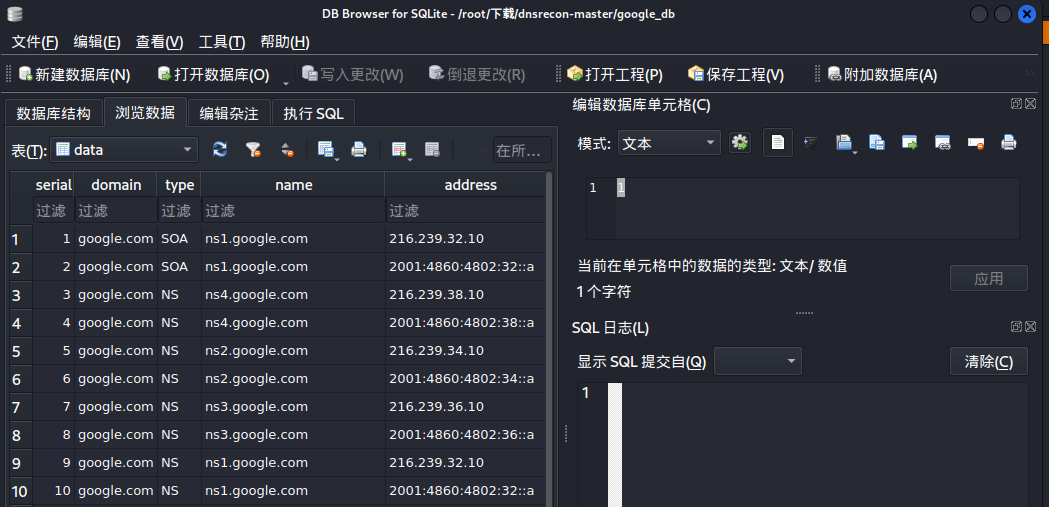 DB Browser for SQLite - /root/下载/dnsrecon-master/google_db
文件(F) 编辑(E) 查看(V) 工具(T) 帮助(H)
新建数据库(N) 打开数据库(O) 写入更改(W) 倒退更改(R) 打开工程(P) 保存工程(V) 附加数据库(A)
数据库结构 浏览数据 编辑杂注 执行 SQL
表(T): data 在所...
serial domain type name address
过滤 过滤 过滤 过滤 过滤
1 1 google.com SOA ns1.google.com 216.239.32.10
2 2 google.com SOA ns1.google.com 2001:4860:4802:32::a
3 3 google.com NS ns4.google.com 216.239.38.10
4 4 google.com NS ns4.google.com 2001:4860:4802:38::a
5 5 google.com NS ns2.google.com 216.239.34.10
6 6 google.com NS ns2.google.com 2001:4860:4802:34::a
7 7 google.com NS ns3.google.com 216.239.36.10
8 8 google.com NS ns3.google.com 2001:4860:4802:36::a
9 9 google.com NS ns1.google.com 216.239.32.10
10 10 google.com NS ns1.google.com 2001:4860:4802:32::a
编辑数据库单元格(C)
模式: 文本
1 1
当前在单元格中的数据的类型: 文本/ 数值
1 个字符
应用
SQL 日志(L)
显示 SQL 提交自(Q) 清除(C)
1